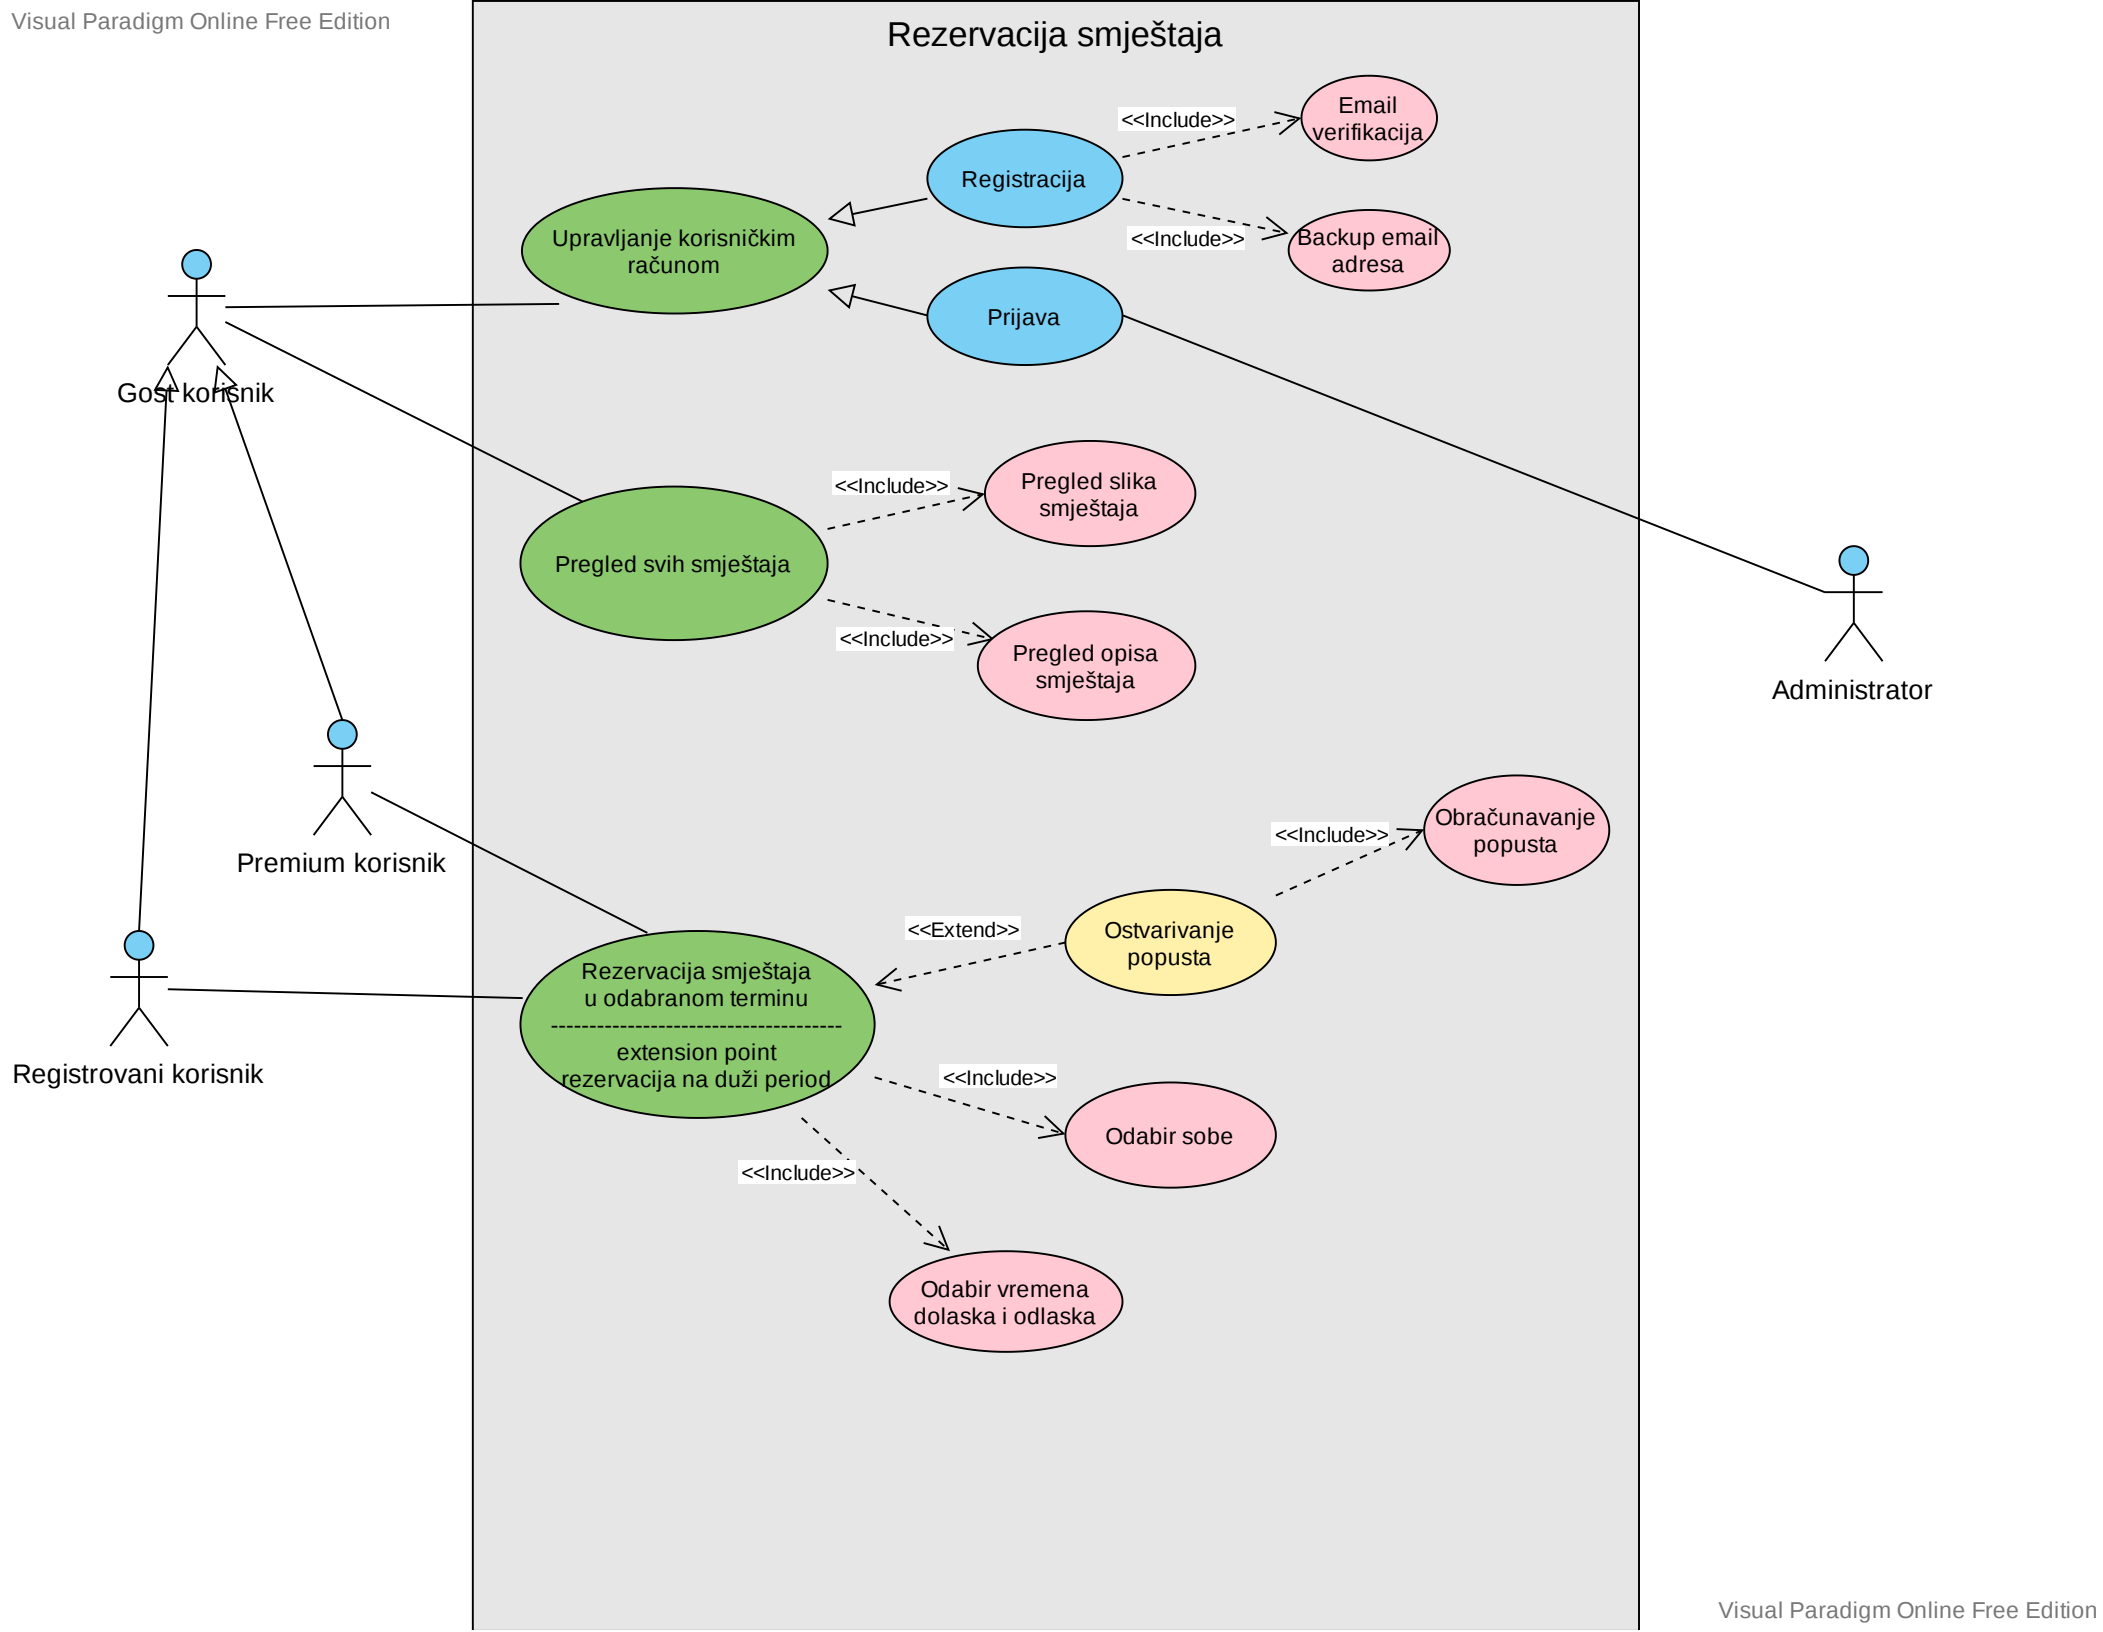 Visual Paradigm Online Free Edition
Rezervacija smještaja
<<Include>>
Email
verifikacija
Registracija
<<Include>>
Backup email
adresa
Upravljanje korisničkim
računom
Prijava
Gost korisnik
<<Include>>
Pregled slika
smještaja
Pregled svih smještaja
<<Include>>
Pregled opisa
smještaja
Administrator
Premium korisnik
<<Include>>
Obračunavanje
popusta
<<Extend>>
Ostvarivanje
popusta
Rezervacija smještaja
u odabranom terminu
--------------------------------------
extension point
rezervacija na duži period
Registrovani korisnik
<<Include>>
Odabir sobe
<<Include>>
Odabir vremena
dolaska i odlaska
Visual Paradigm Online Free Edition